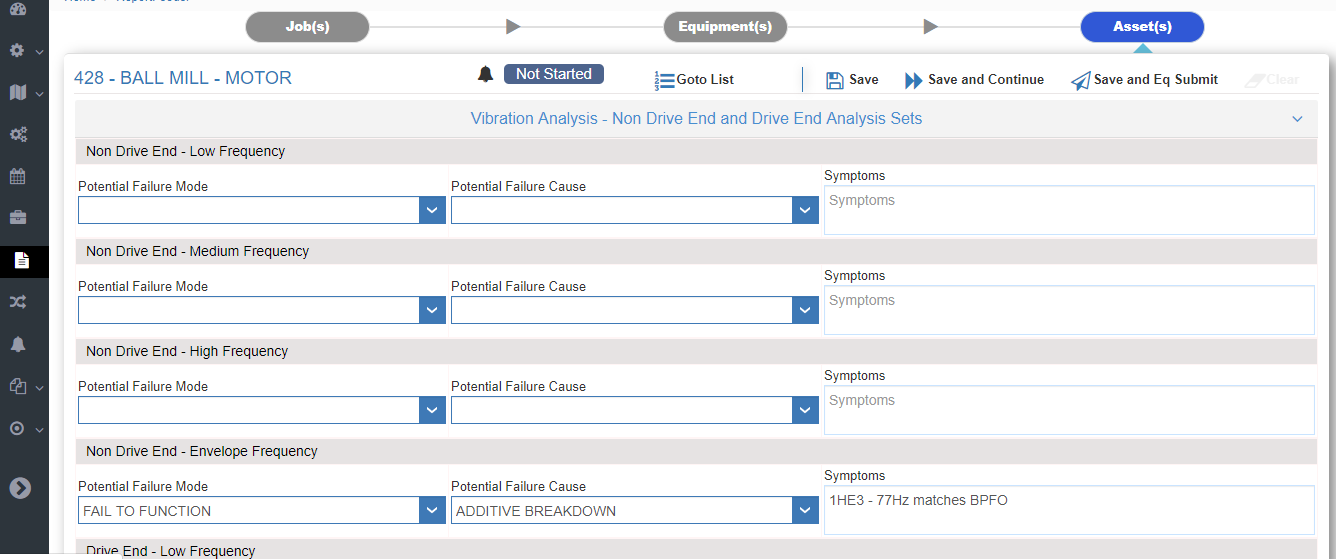 Job(s) Equipment(s) Asset(s)
428 - BALL MILL - MOTOR Not Started Goto List Save Save and Continue Save and Eq Submit Clear
Vibration Analysis - Non Drive End and Drive End Analysis Sets
Non Drive End - Low Frequency
Potential Failure Mode Potential Failure Cause Symptoms
Symptoms
Non Drive End - Medium Frequency
Potential Failure Mode Potential Failure Cause Symptoms
Symptoms
Non Drive End - High Frequency
Potential Failure Mode Potential Failure Cause Symptoms
Symptoms
Non Drive End - Envelope Frequency
Potential Failure Mode Potential Failure Cause Symptoms
FAIL TO FUNCTION ADDITIVE BREAKDOWN 1HE3 - 77Hz matches BPFO
Drive End - Low Frequency